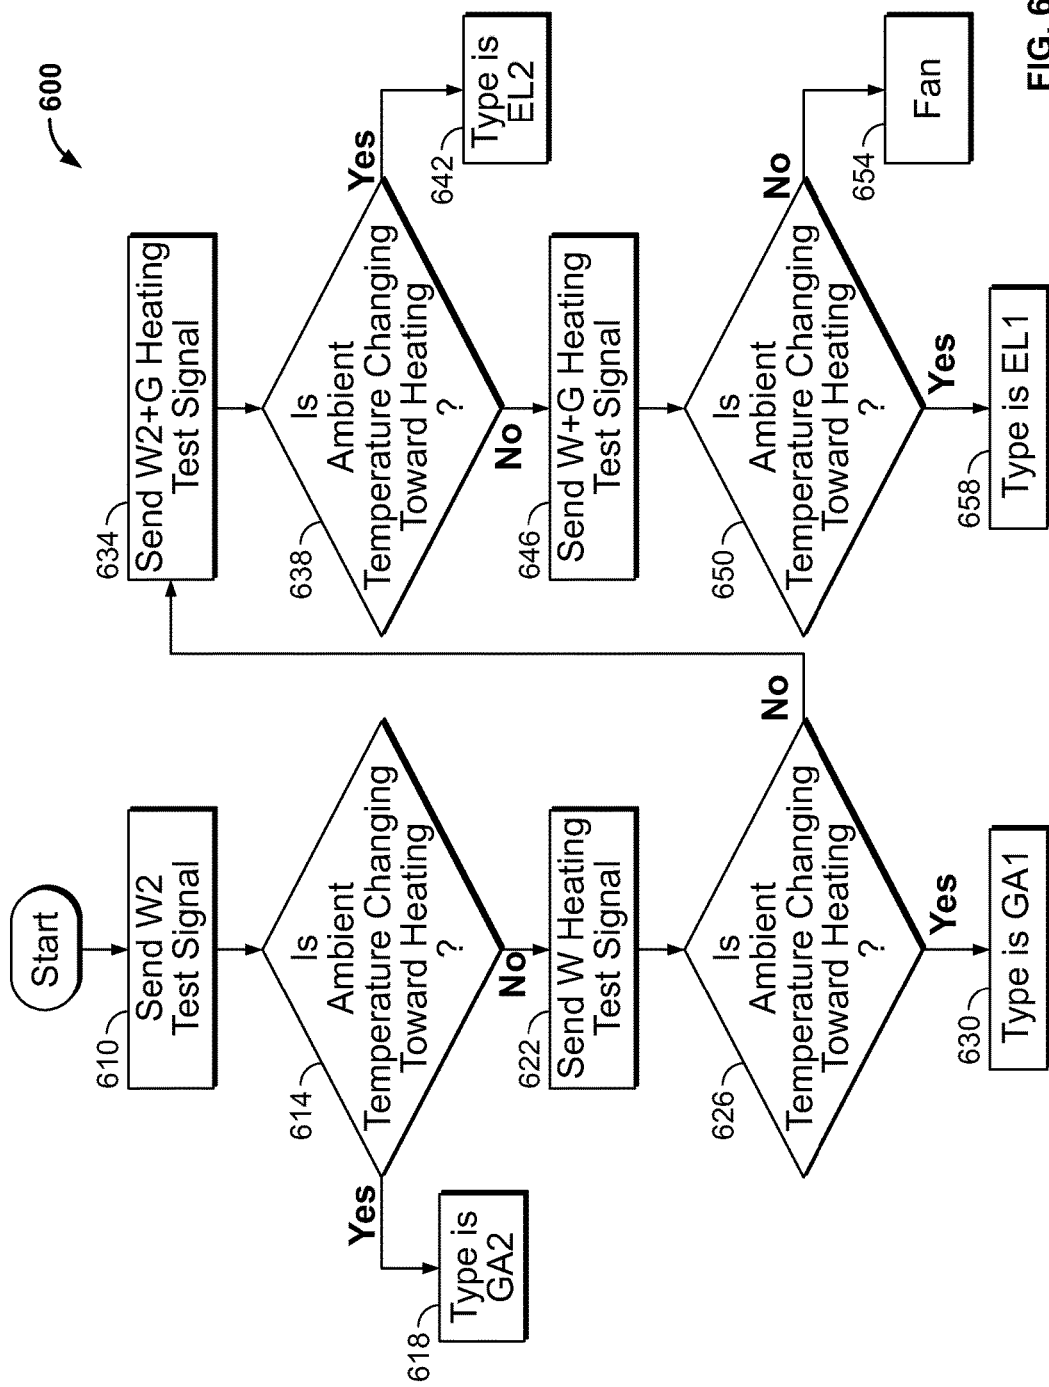 600
Start
610
Send W2
Test Signal
614
Is
Ambient
Temperature Changing
Toward Heating
?
Yes
618
Type is
GA2
No
622
Send W Heating
Test Signal
626
Is
Ambient
Temperature Changing
Toward Heating
?
Yes
630
Type is GA1
No
634
Send W2+G Heating
Test Signal
638
Is
Ambient
Temperature Changing
Toward Heating
?
Yes
642
Type is
EL2
No
646
Send W+G Heating
Test Signal
650
Is
Ambient
Temperature Changing
Toward Heating
?
No
654
Fan
Yes
658
Type is EL1
FIG. 6